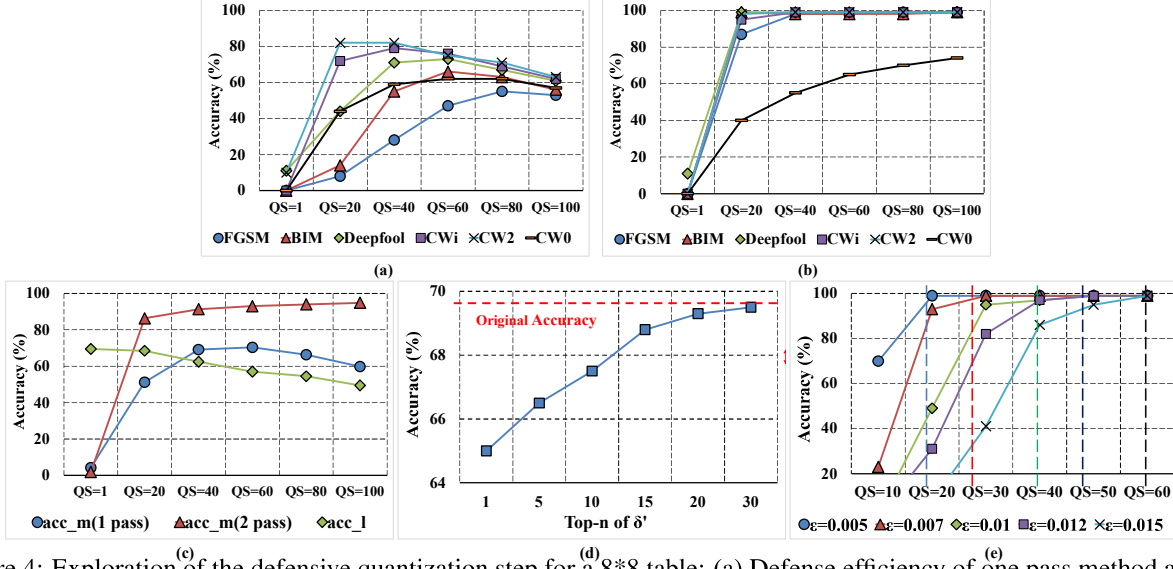 100
80
60
40
20
0
Accuracy (%)
QS=1 QS=20 QS=40 QS=60 QS=80 QS=100
FGSM BIM Deepfool CWi CW2 CW0
(a)
100
80
60
40
20
0
Accuracy (%)
QS=1 QS=20 QS=40 QS=60 QS=80 QS=100
FGSM BIM Deepfool CWi CW2 CW0
(b)
100
80
60
40
20
0
Accuracy (%)
QS=1 QS=20 QS=40 QS=60 QS=80 QS=100
acc_m(1 pass) acc_m(2 pass) acc_l
(c)
70
68
66
64
Accuracy (%)
Original Accuracy
1 5 10 15 20 30
Top-n of δ'
(d)
100
80
60
40
20
Accuracy (%)
QS=10 QS=20 QS=30 QS=40 QS=50 QS=60
ε=0.005 ε=0.007 ε=0.01 ε=0.012 ε=0.015
(e)
re 4: Exploration of the defensive quantization step for a 8*8 table: (a) Defense efficiency of one pass method a